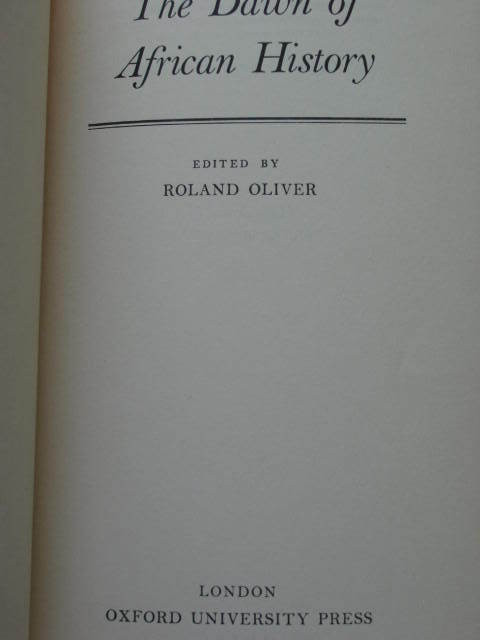 The Dawn of
African History
EDITED BY
ROLAND OLIVER
LONDON
OXFORD UNIVERSITY PRESS